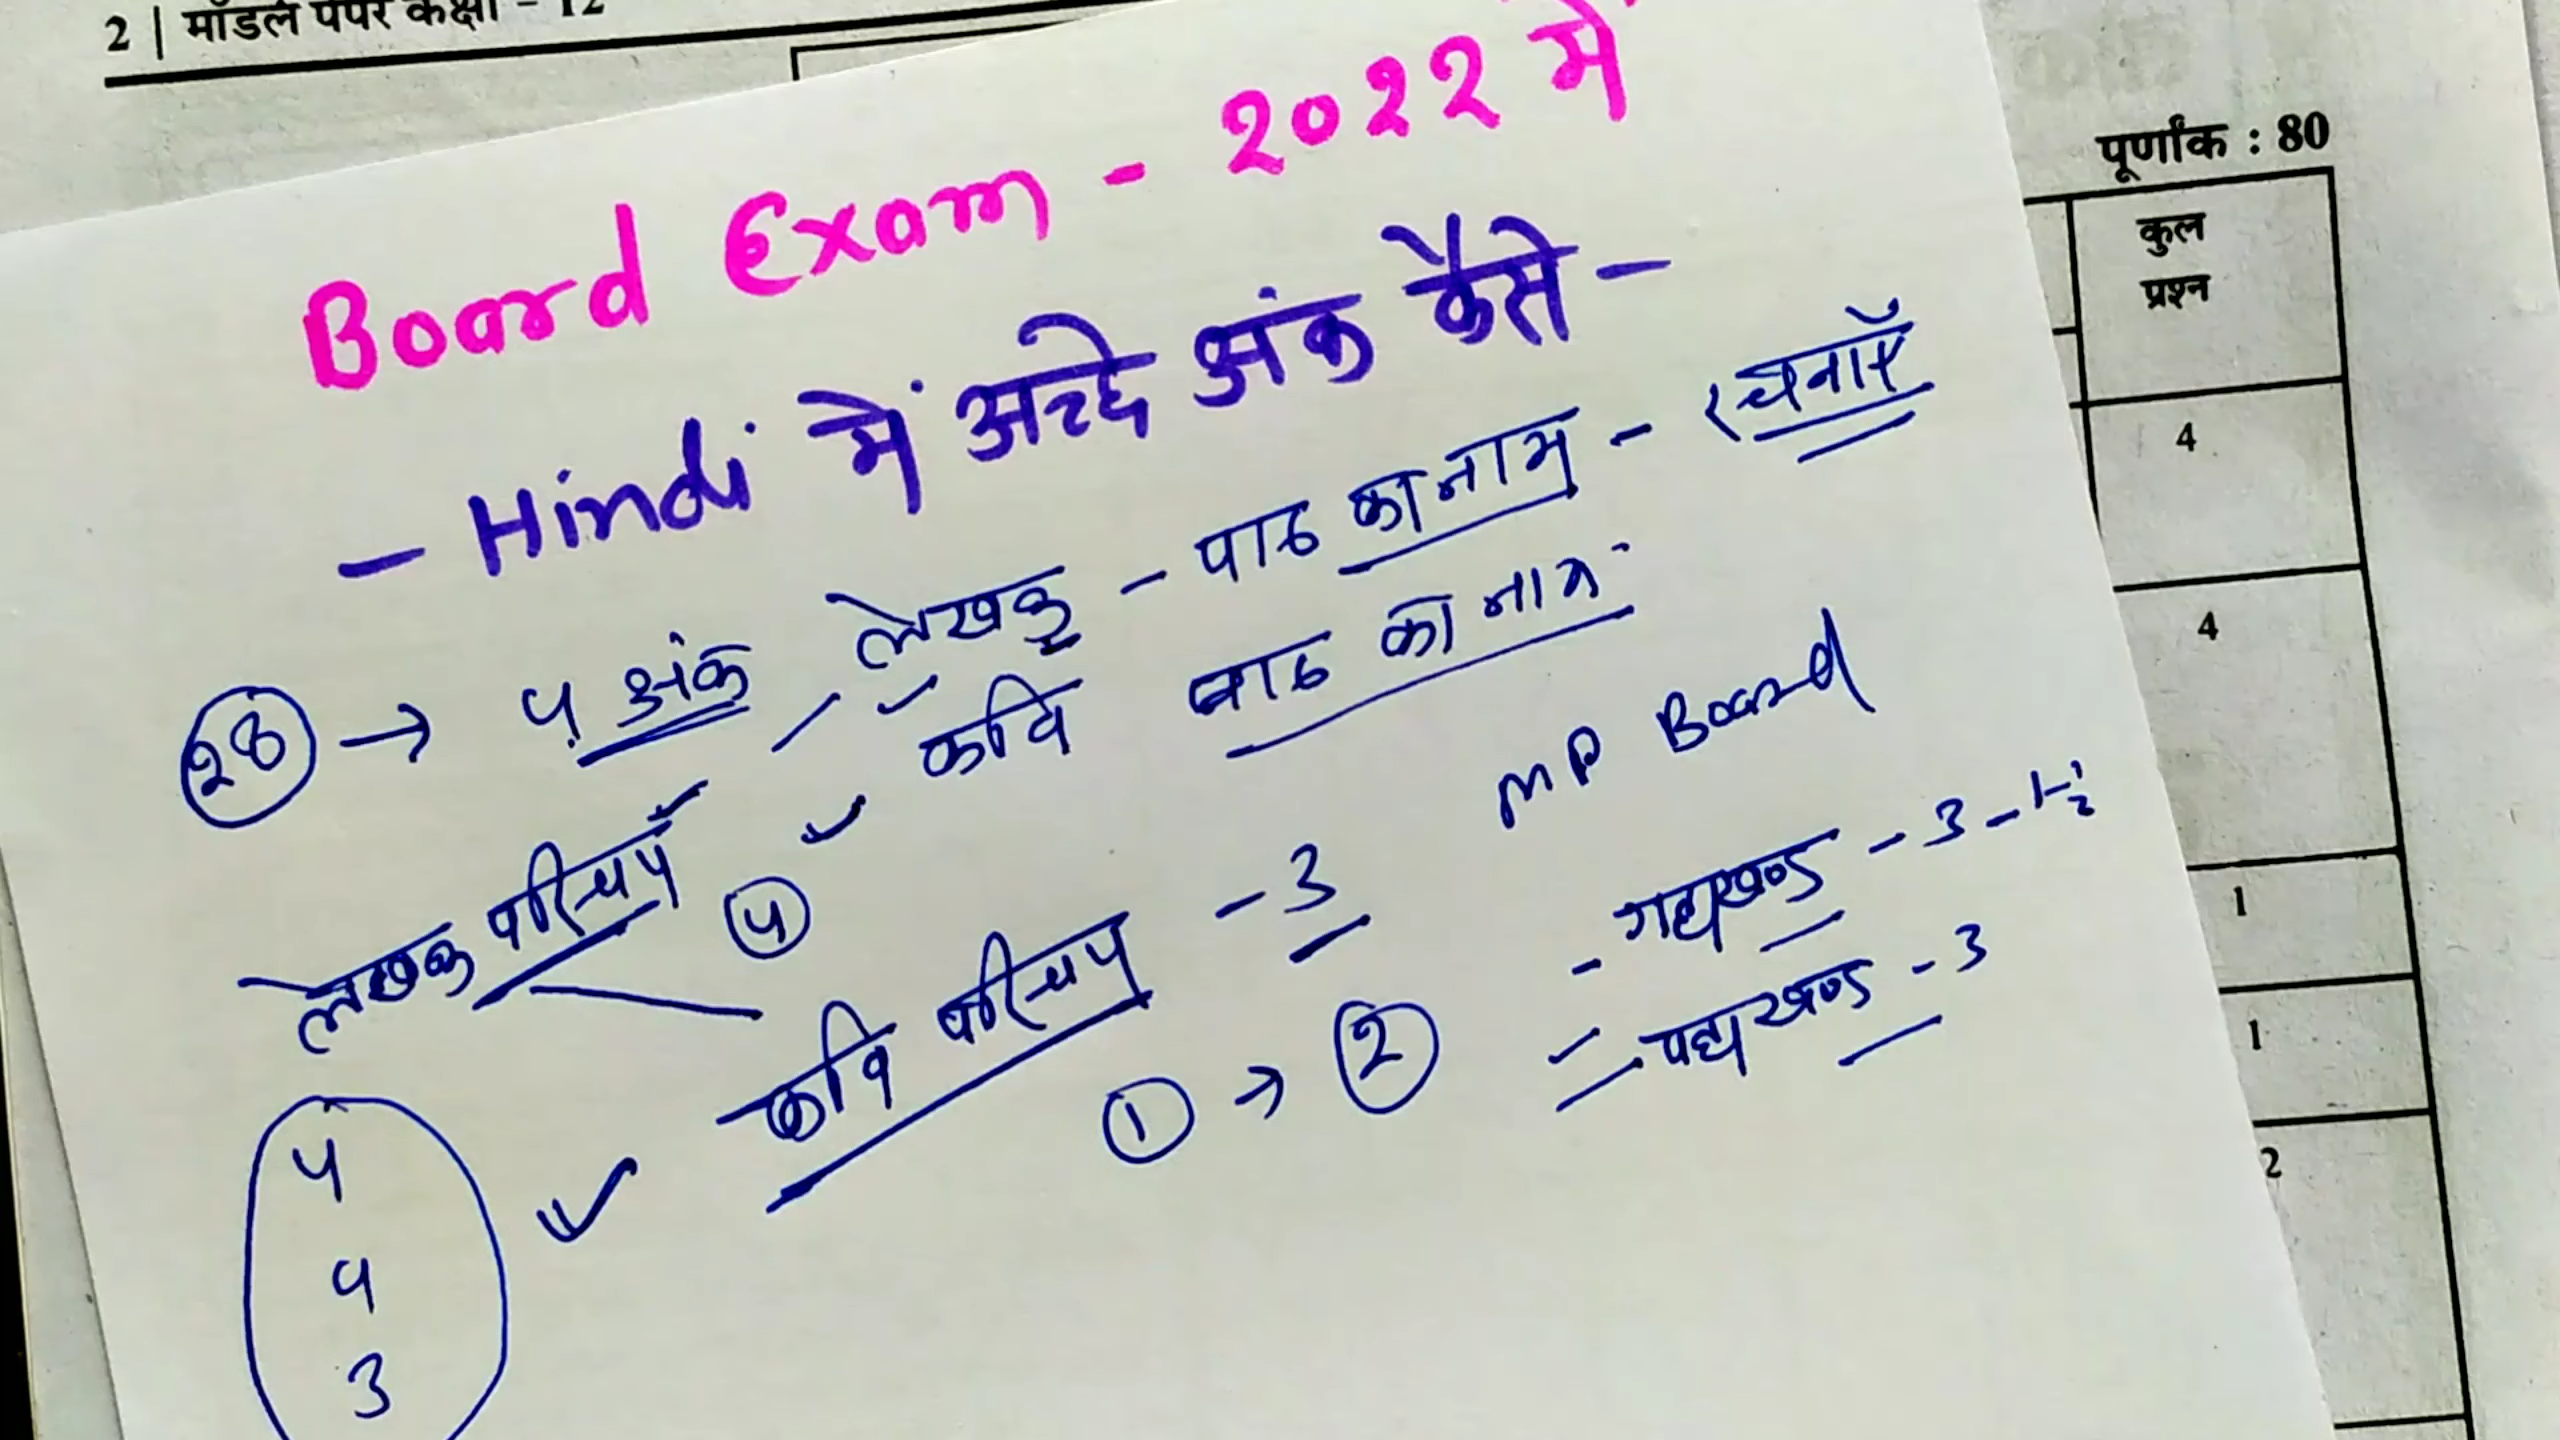 2 | मॉडल पेपर कक्षा - 12
Board Exam - 2022 में
- Hindi में अच्छे अंक कैसे -
पूर्णांक : 80
कुल
प्रश्न
4
4
1
1
2
→ 4 अंक लेखक - पाठ का नाम - रचनाएँ
कवि पाठ का नाम
MP Board
लेखक परिचय
4
कवि परिचय - 3
- गद्यखण्ड - 3 - 1½
- पद्यखण्ड - 3
1 → 2
4
4
3